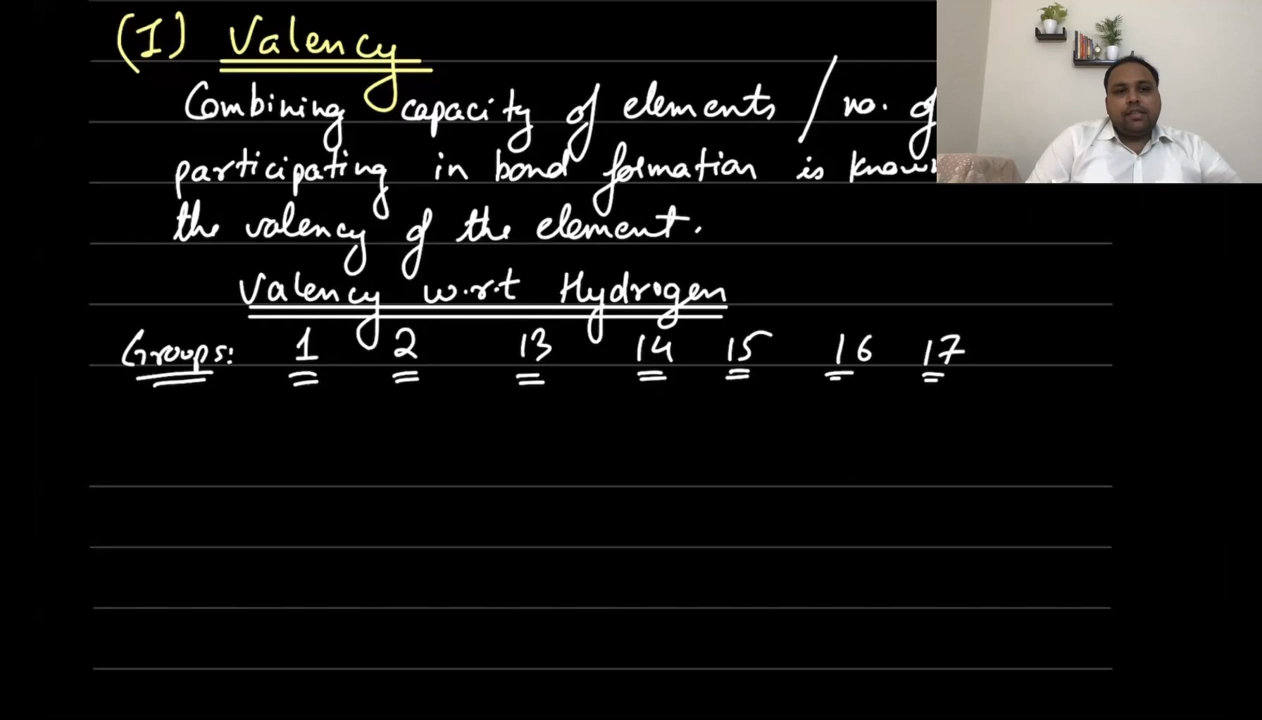 (I) Valency
Combining capacity of elements / no. of
participating in bond formation is
the valency of the element.
Valency w.r.t Hydrogen
Groups: 1 2 13 14 15 16 17